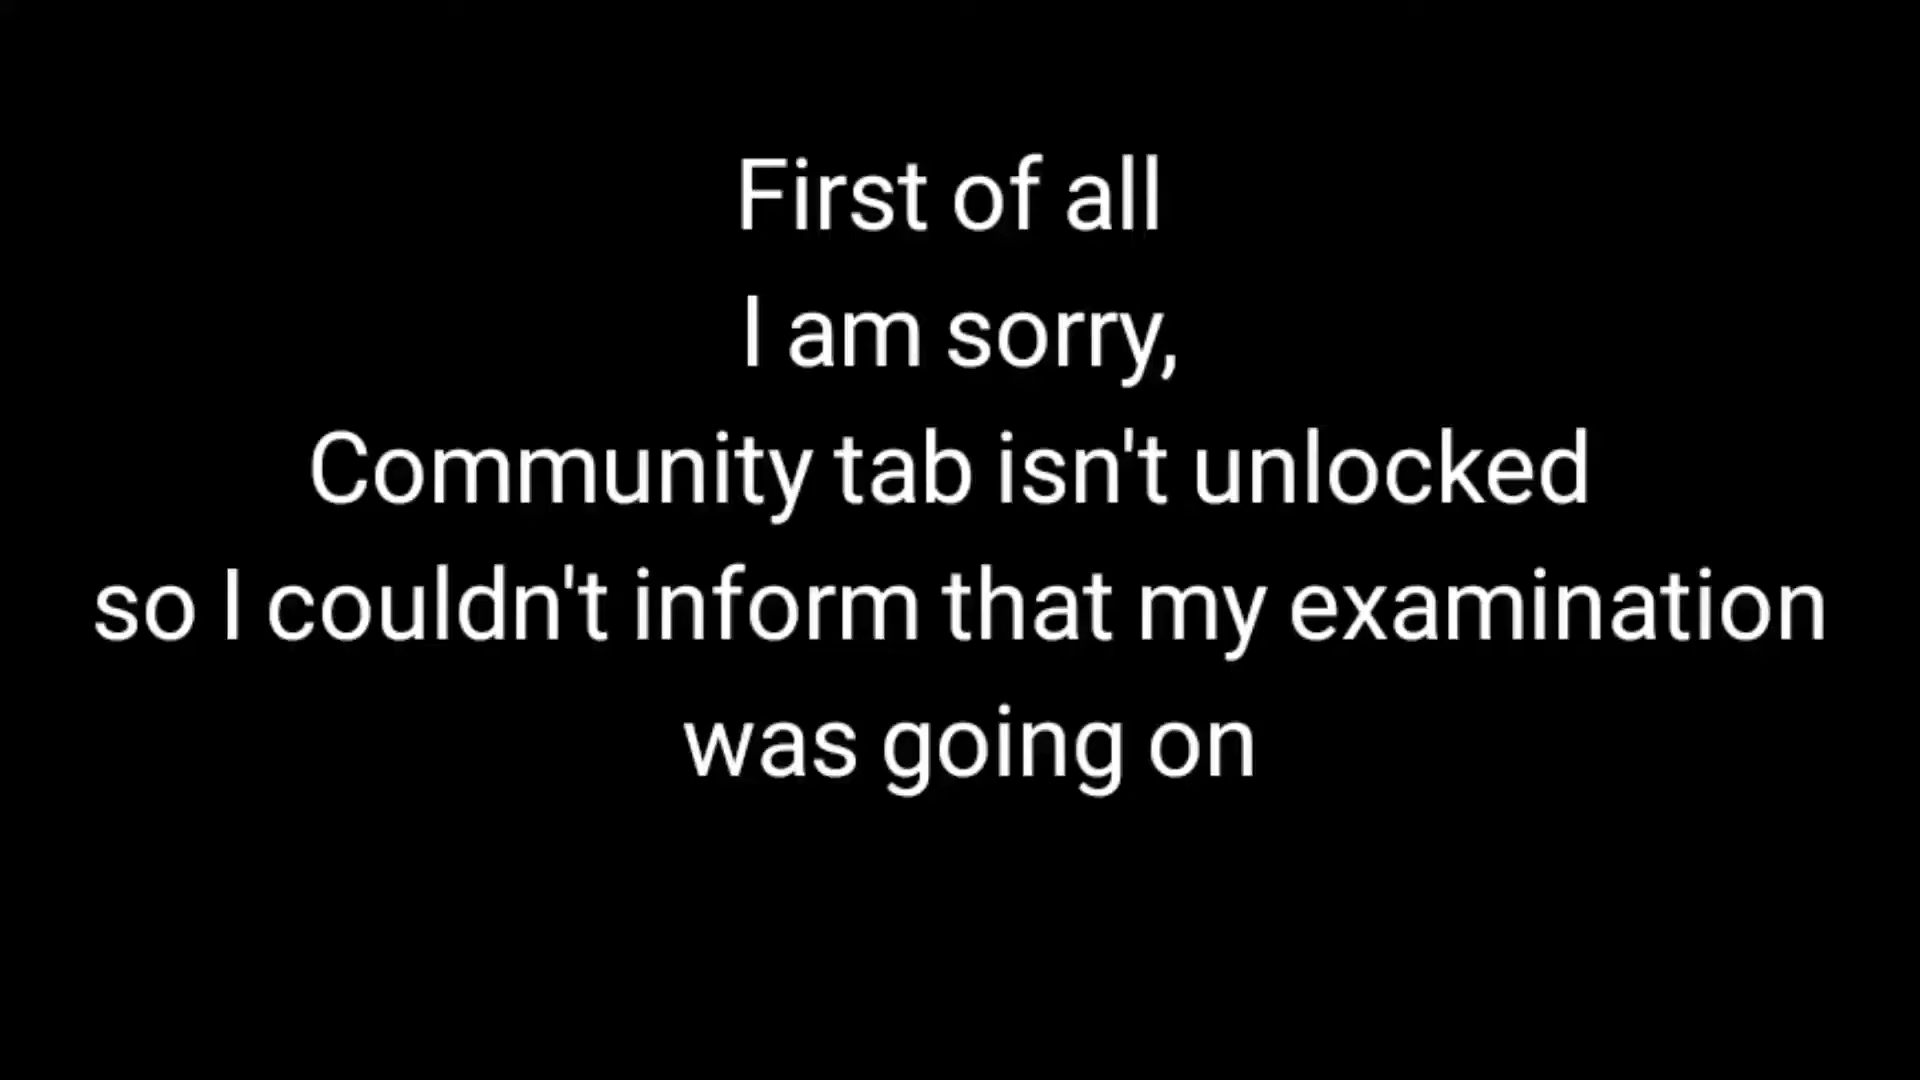 First of all
I am sorry,
Community tab isn't unlocked
so I couldn't inform that my examination
was going on